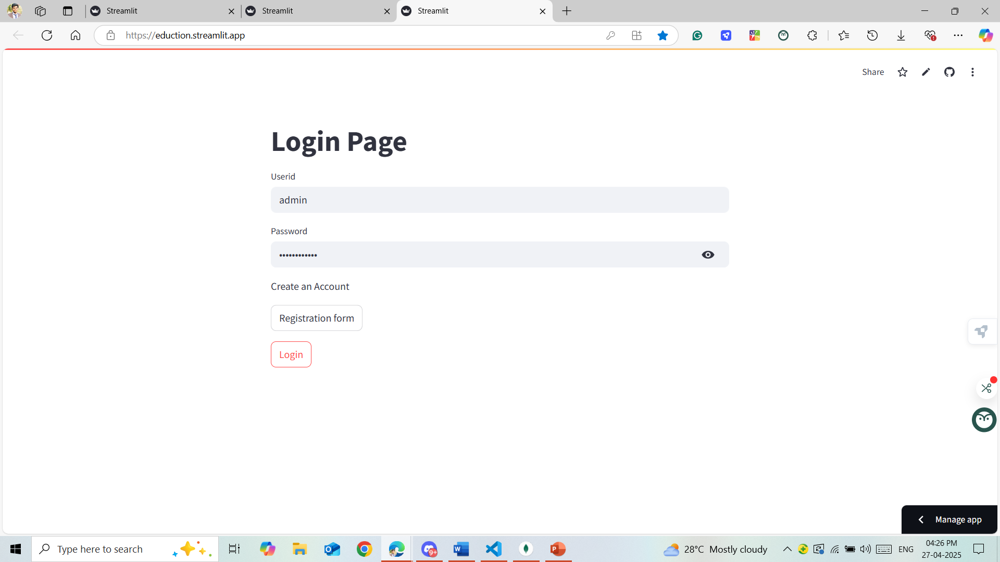 Streamlit
Streamlit
Streamlit
https://eduction.streamlit.app
Share
Login Page
Userid
admin
Password
••••••••••••
Create an Account
Registration form
Login
Manage app
Type here to search
9+
28°C Mostly cloudy
ENG
04:26 PM
27-04-2025